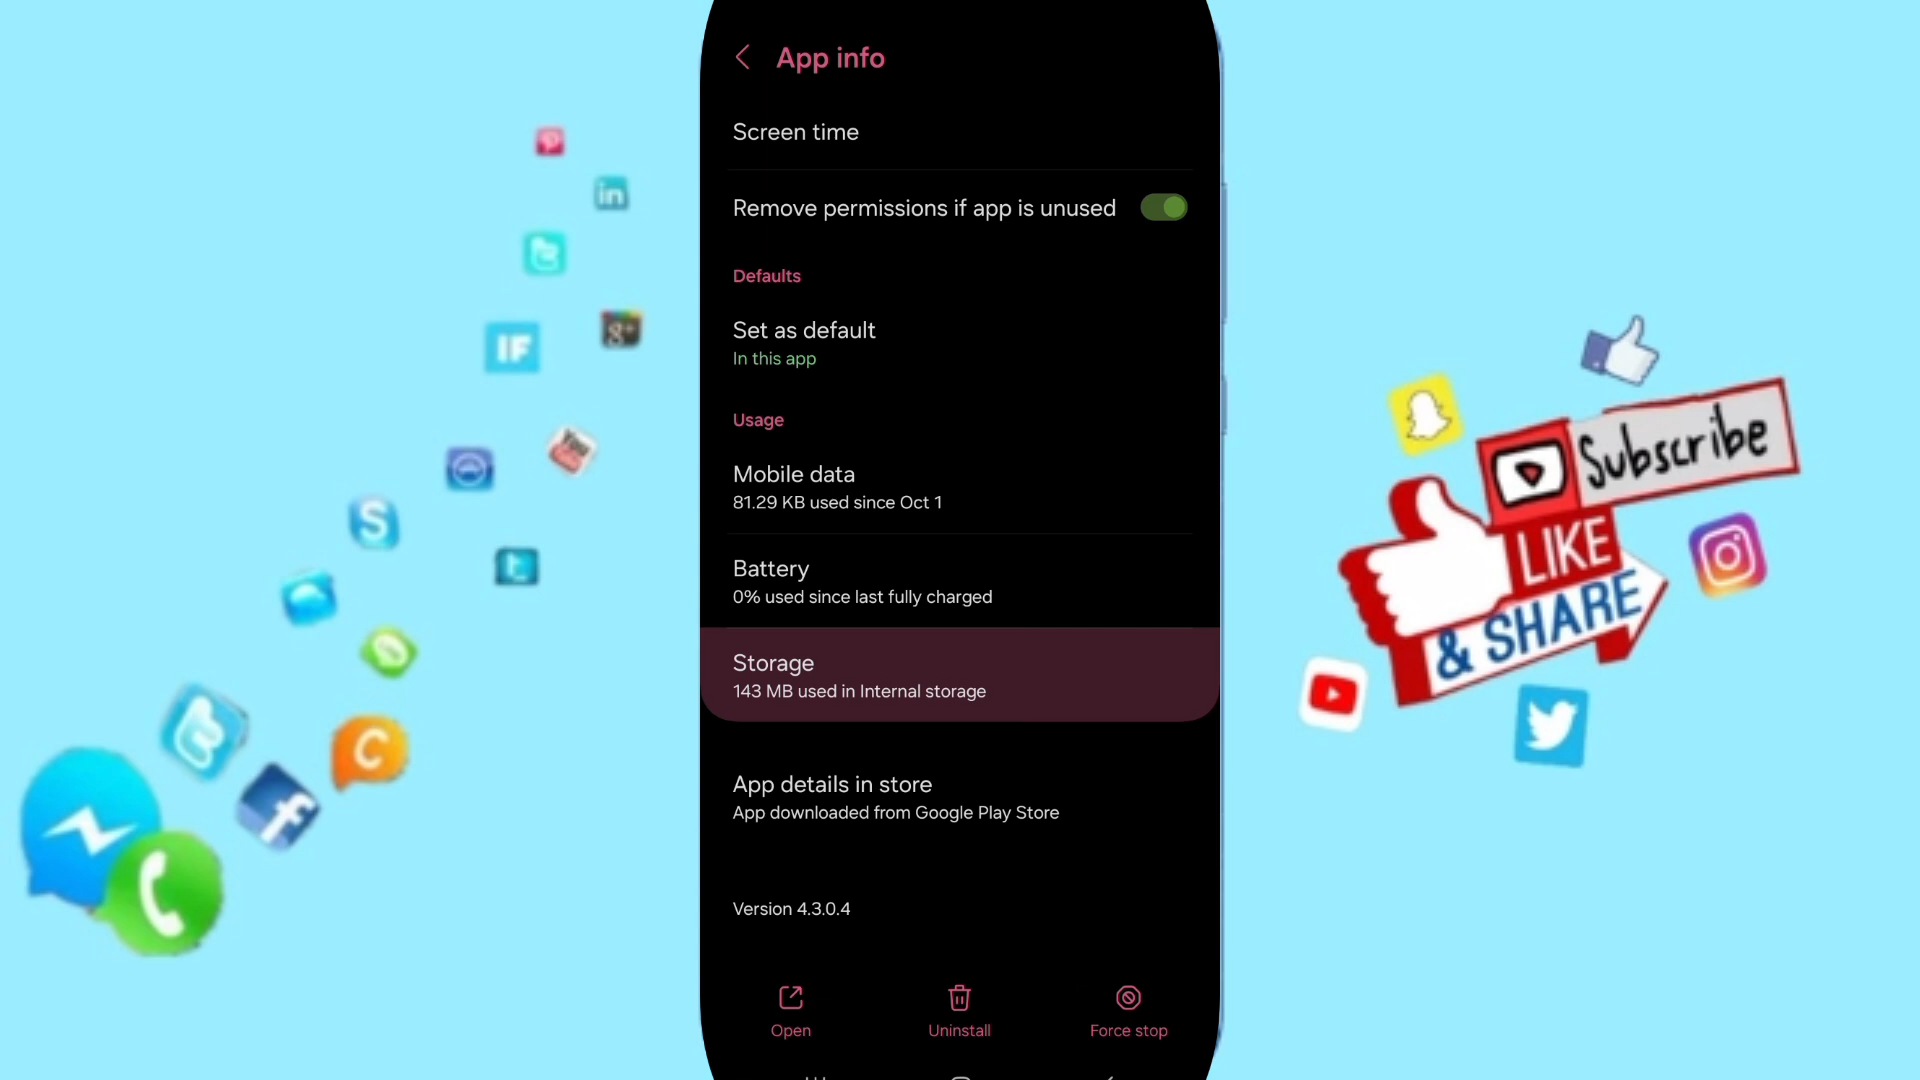 App info
Screen time
Remove permissions if app is unused
Defaults
Set as default
In this app
Usage
Mobile data
81.29 KB used since Oct 1
Battery
0% used since last fully charged
Storage
143 MB used in Internal storage
App details in store
App downloaded from Google Play Store
Version 4.3.0.4
Open
Uninstall
Force stop
in
IF
g+
You
S
t
C
f
Subscribe
LIKE
& SHARE